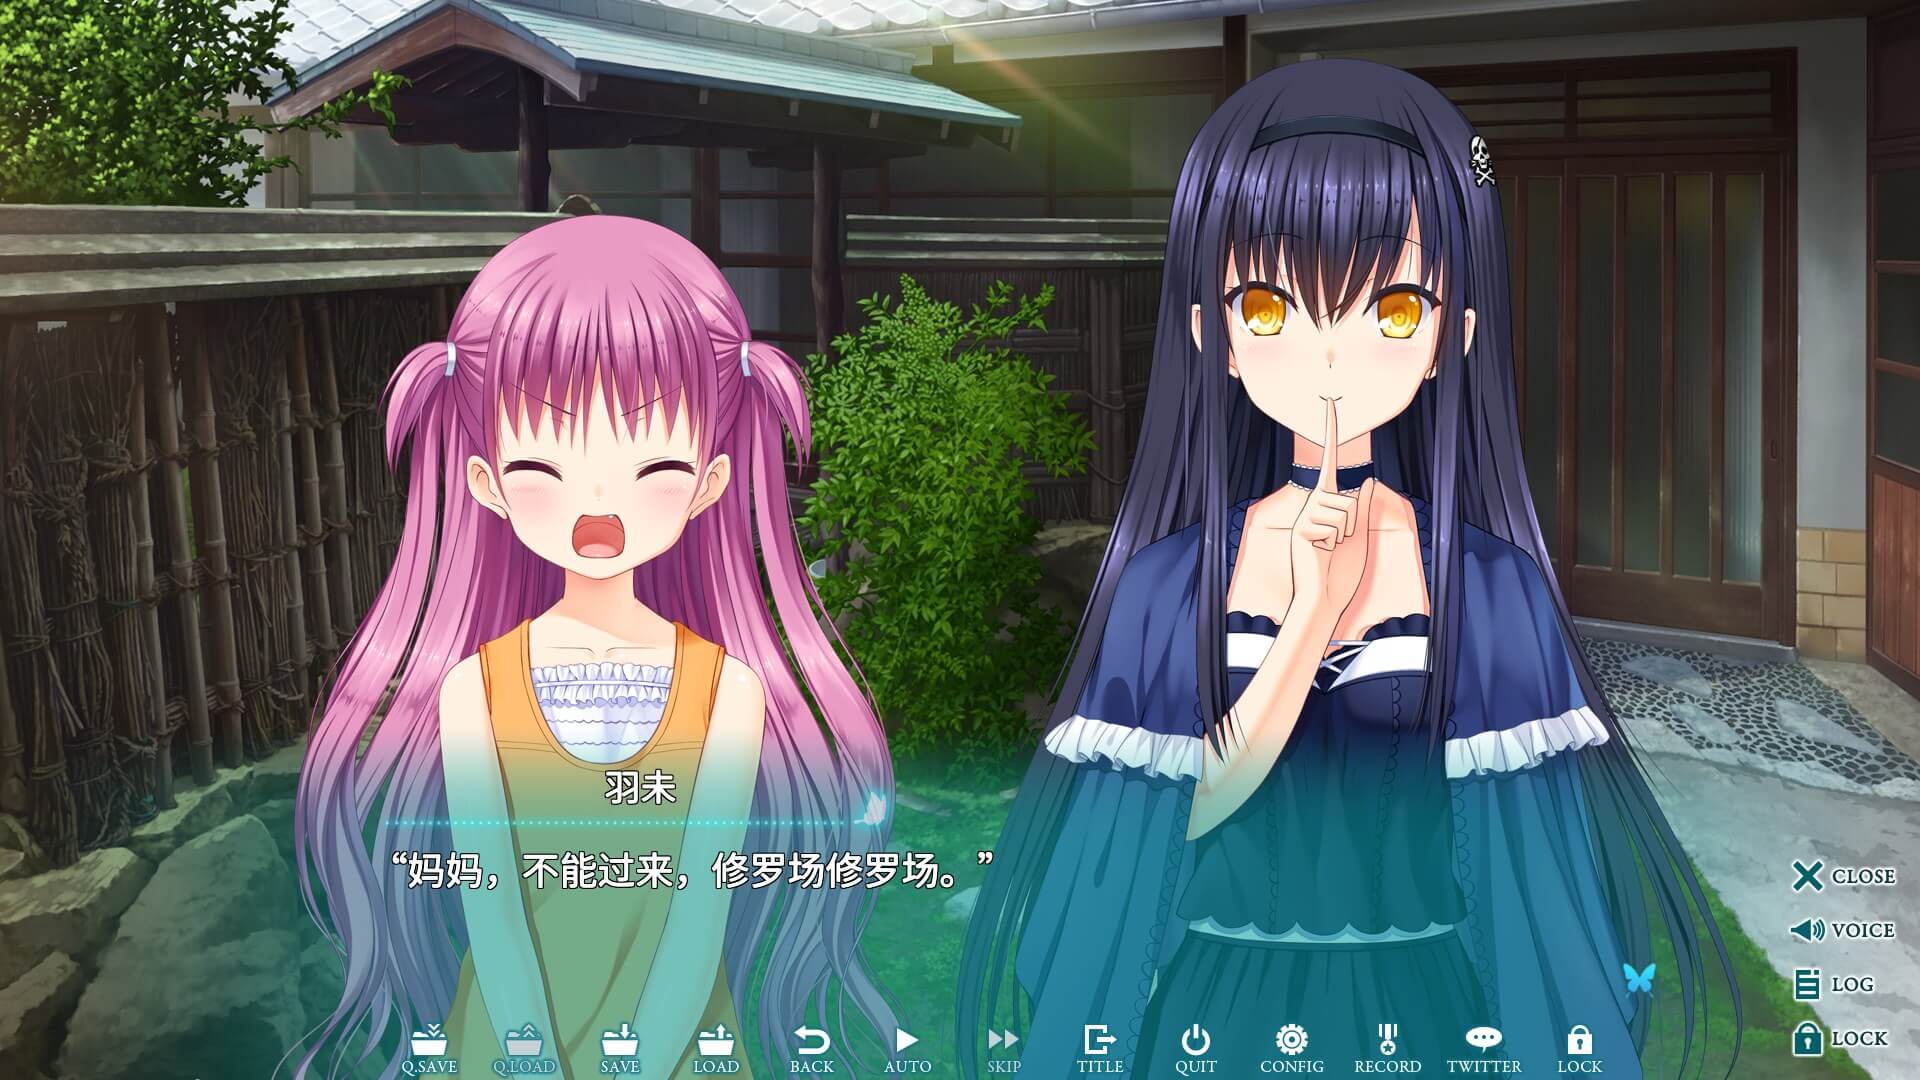 羽未
“妈妈，不能过来，修罗场修罗场。”
CLOSE
VOICE
LOG
LOCK
Q.SAVE Q.LOAD SAVE LOAD BACK AUTO SKIP TITLE QUIT CONFIG RECORD TWITTER LOCK